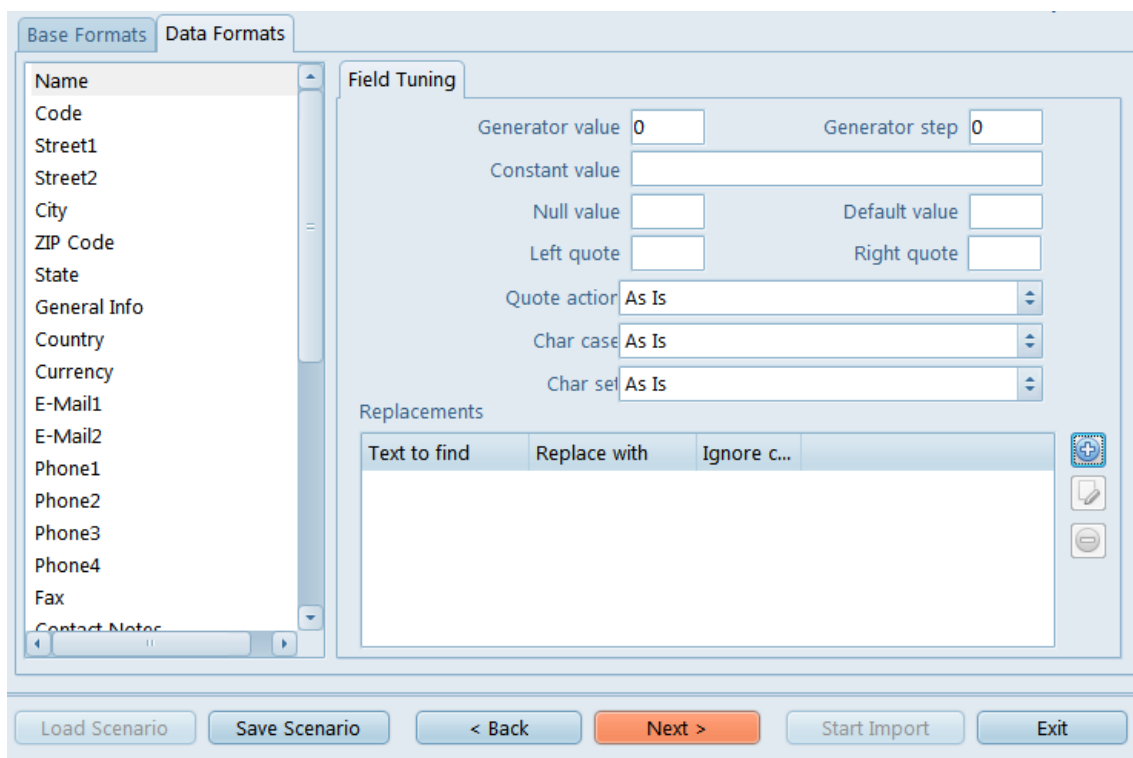 Base Formats Data Formats
Name
Code
Street1
Street2
City
ZIP Code
State
General Info
Country
Currency
E-Mail1
E-Mail2
Phone1
Phone2
Phone3
Phone4
Fax
Contact Notes
Field Tuning
Generator value 0 Generator step 0
Constant value
Null value Default value
Left quote Right quote
Quote action As Is
Char case As Is
Char set As Is
Replacements
Text to find Replace with Ignore c...
Load Scenario Save Scenario < Back Next > Start Import Exit